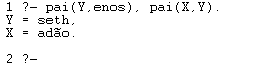 1 ?- pai(Y,enos), pai(X,Y).
Y = seth,
X = adão.
2 ?-